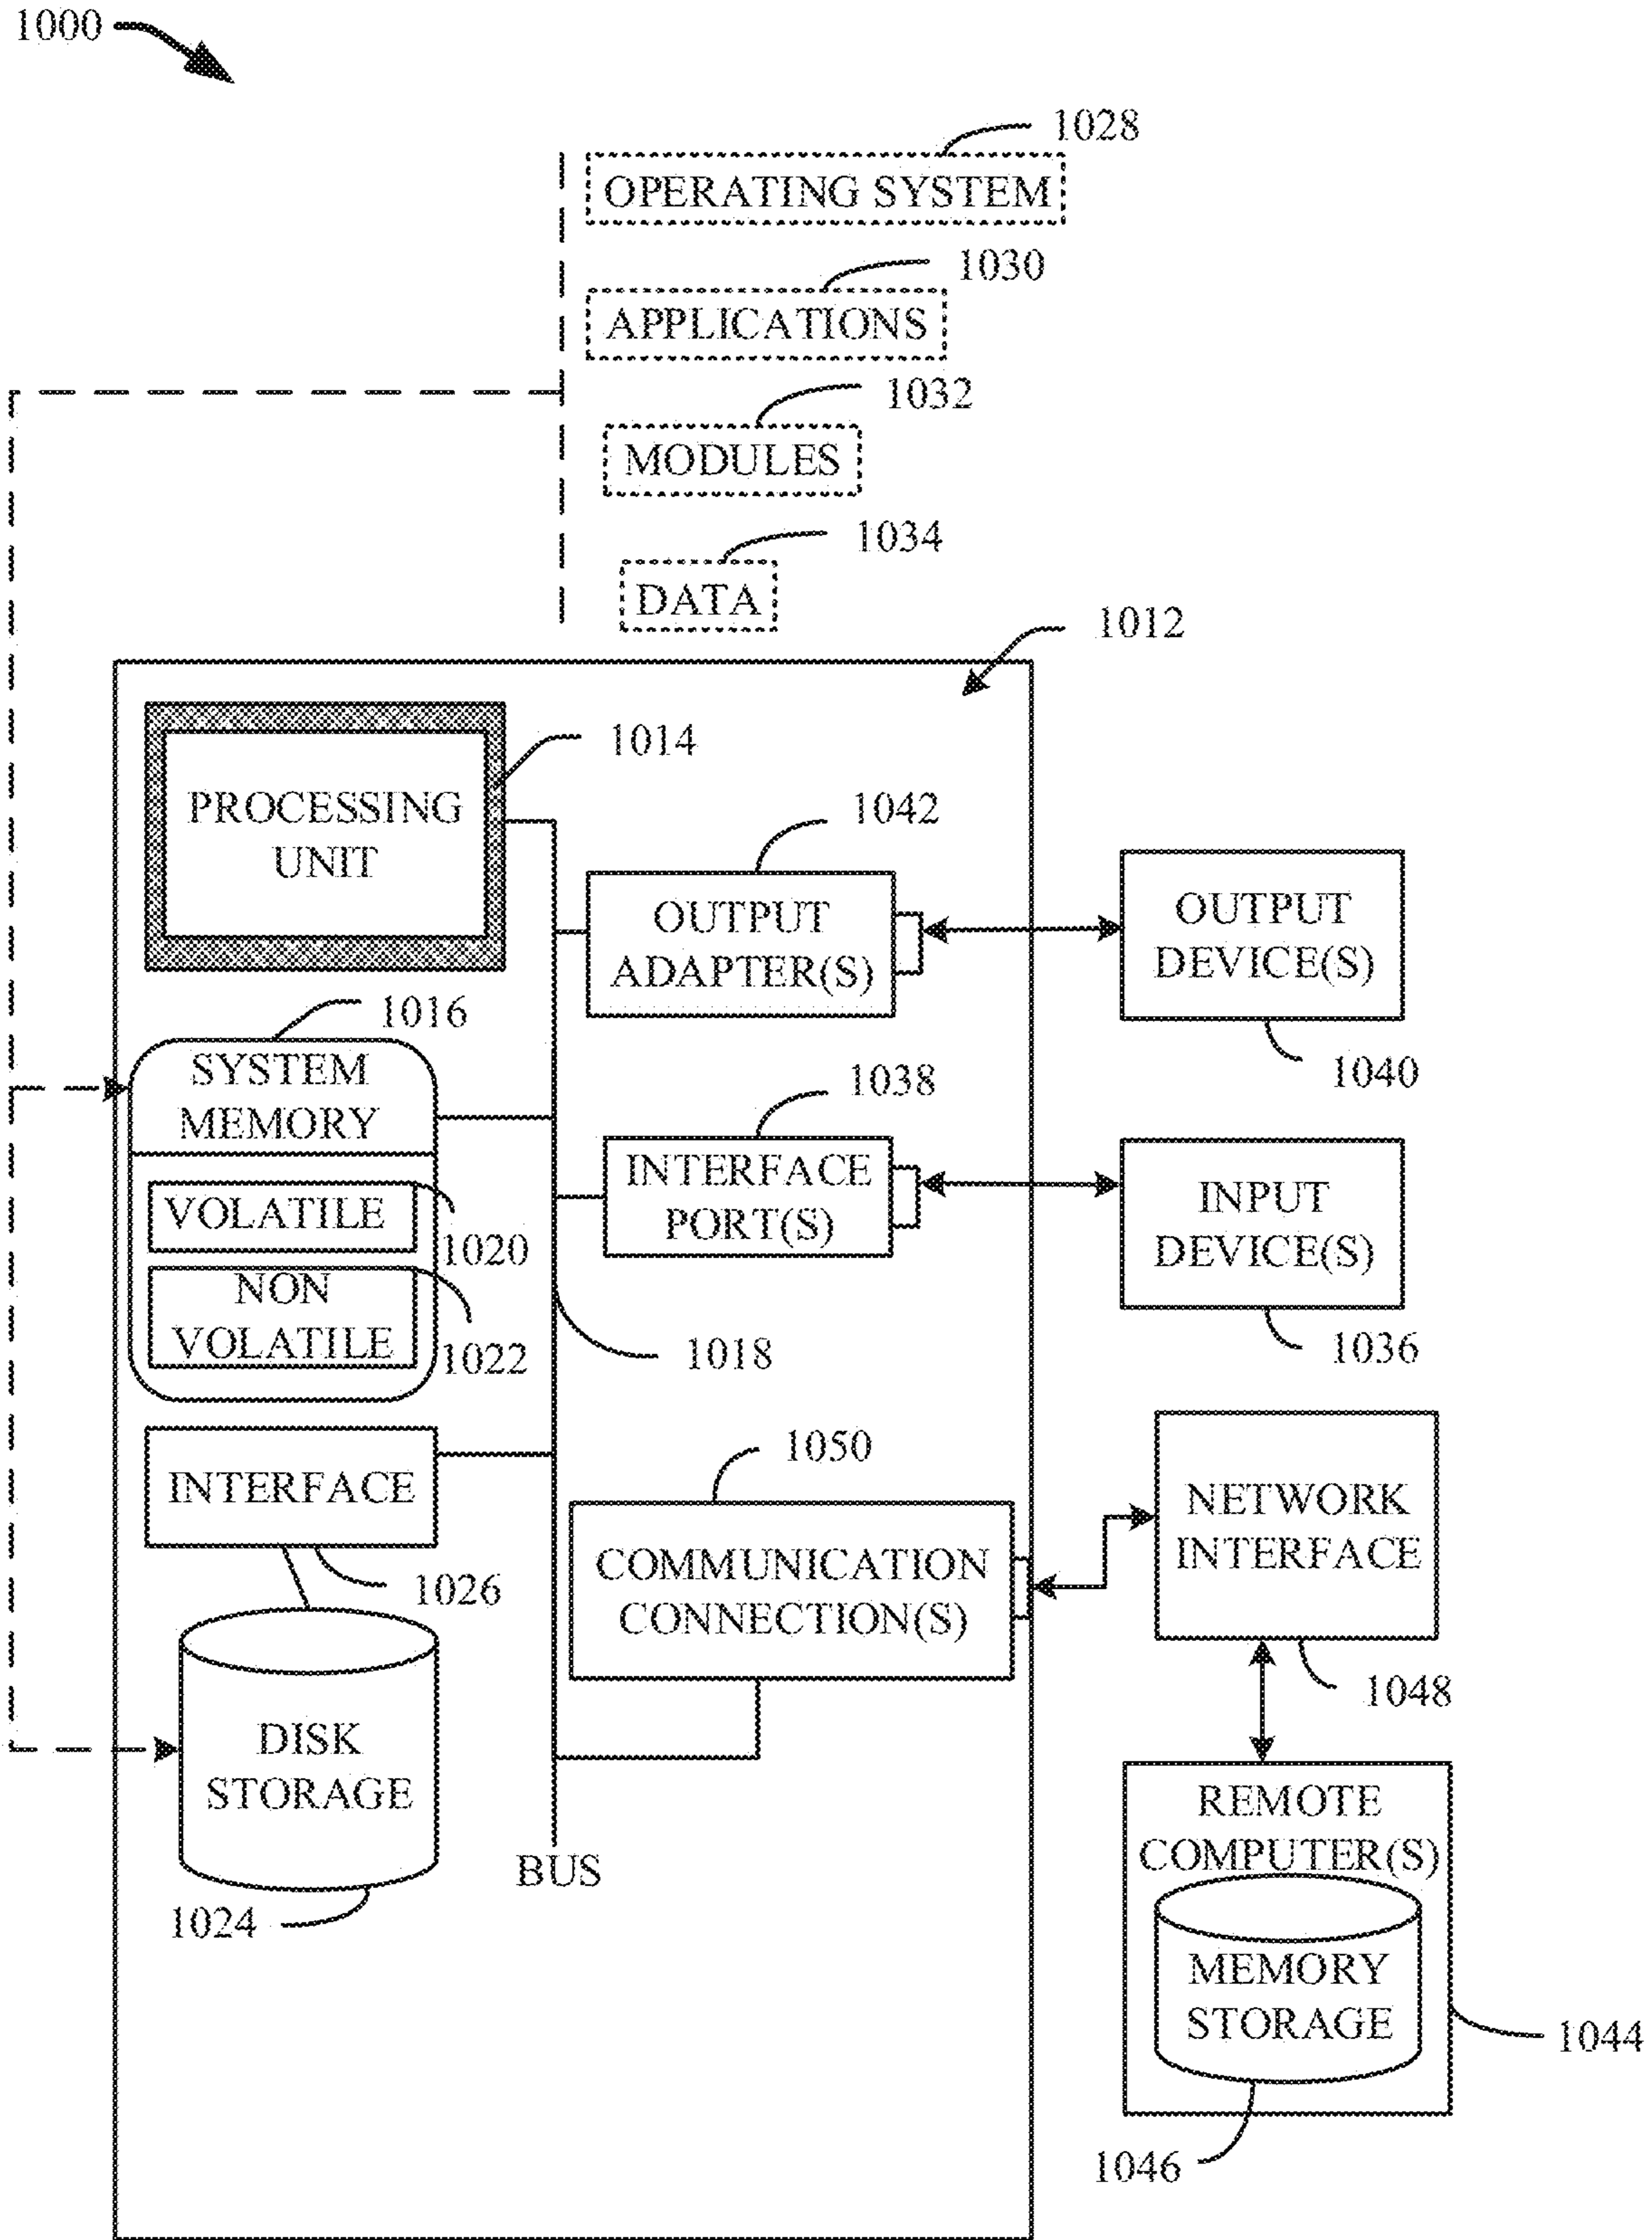 1000
1028
OPERATING SYSTEM
1030
APPLICATIONS
1032
MODULES
1034
DATA
1012
PROCESSING
UNIT
1014
1042
OUTPUT
ADAPTER(S)
OUTPUT
DEVICE(S)
1040
1016
SYSTEM
MEMORY
VOLATILE
1020
NON
VOLATILE
1022
1038
INTERFACE
PORT(S)
INPUT
DEVICE(S)
1036
1018
INTERFACE
1026
1050
COMMUNICATION
CONNECTION(S)
NETWORK
INTERFACE
1048
DISK
STORAGE
1024
BUS
REMOTE
COMPUTER(S)
MEMORY
STORAGE
1044
1046